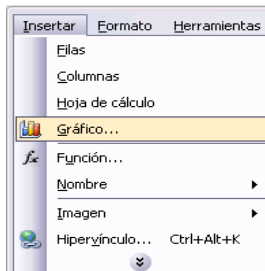 Insertar Formato Herramientas
Filas
Columnas
Hoja de cálculo
Gráfico...
Función...
Nombre
Imagen
Hipervínculo... Ctrl+Alt+K